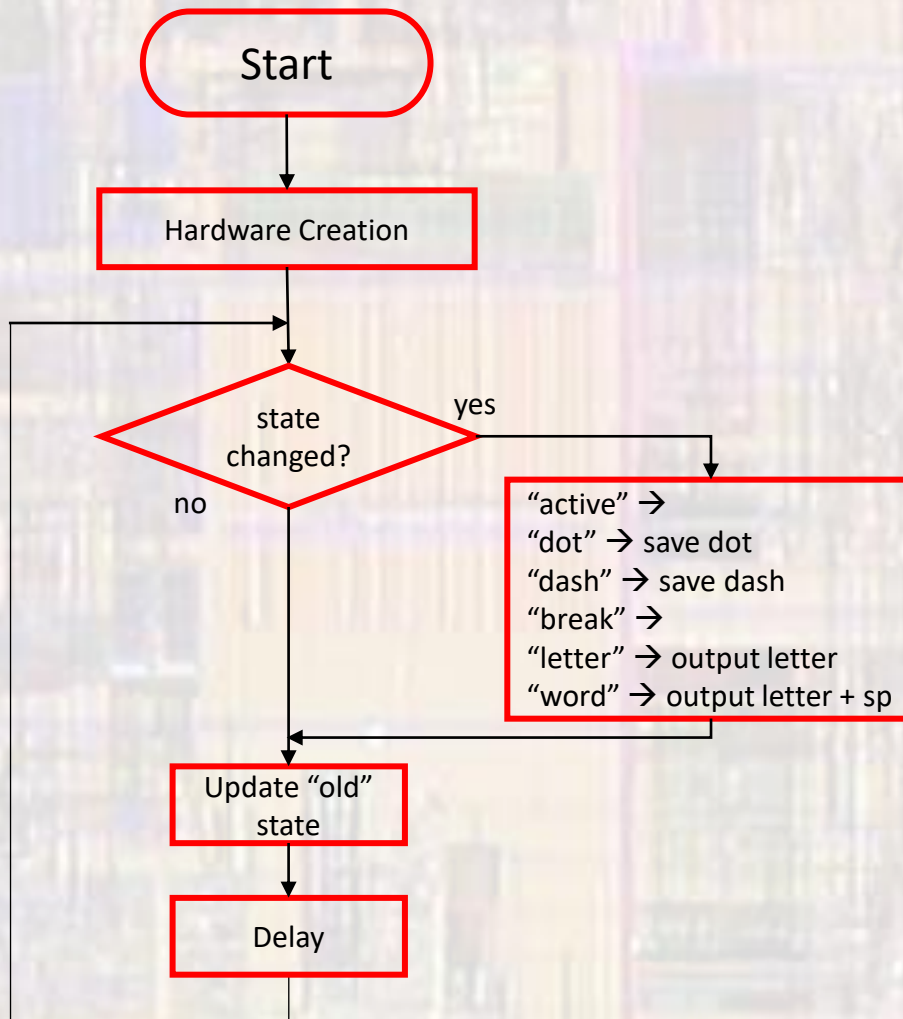 Start
Hardware Creation
state
changed?
yes
no
“active” →
“dot” → save dot
“dash” → save dash
“break” →
“letter” → output letter
“word” → output letter + sp
Update “old”
state
Delay